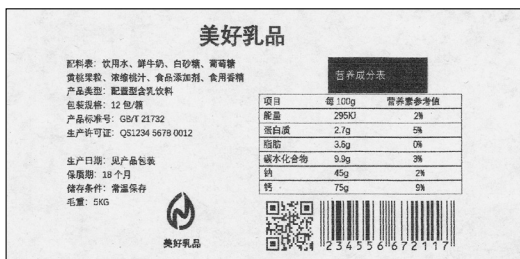 美好乳品
配料表：饮用水、鲜牛奶、白砂糖、葡萄糖
黄桃果粒、浓缩桃汁、食品添加剂、食用香精
产品类型：配置型含乳饮料
包装规格：12 包/箱
产品标准号：GB/T 21732
生产许可证：QS1234 5678 0012
生产日期：见产品包装
保质期：18 个月
储存条件：常温保存
毛重：5KG
美好乳品
营养成分表
项目 每 100g 营养素参考值
能量 295KJ 2%
蛋白质 2.7g 5%
脂肪 3.6g 0%
碳水化合物 9.9g 3%
钠 45g 2%
钙 75g 9%
234556672117